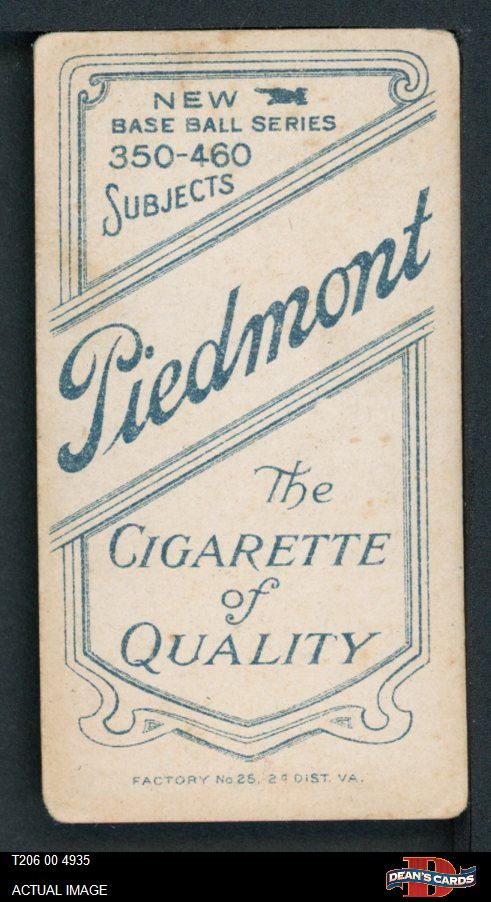 NEW
BASE BALL SERIES
350-460
SUBJECTS
Piedmont
The
CIGARETTE
of
QUALITY
FACTORY No 25, 2d DIST. VA.
T206 00 4935
ACTUAL IMAGE
D
DEAN'S CARDS